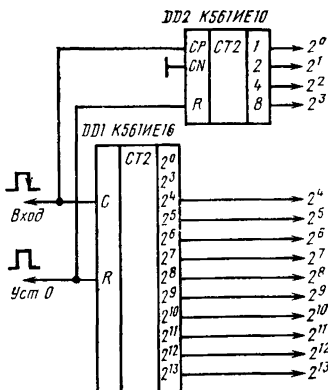 DD2 К561ИЕ10
CP CT2 1 2⁰
CN 2 2¹
4 2²
R 8 2³
DD1 К561ИЕ16
CT2 2⁰
2³
C 2⁴ 2⁴
Вход 2⁵ 2⁵
2⁶ 2⁶
2⁷ 2⁷
R 2⁸ 2⁸
Уст 0 2⁹ 2⁹
2¹⁰ 2¹⁰
2¹¹ 2¹¹
2¹² 2¹²
2¹³ 2¹³